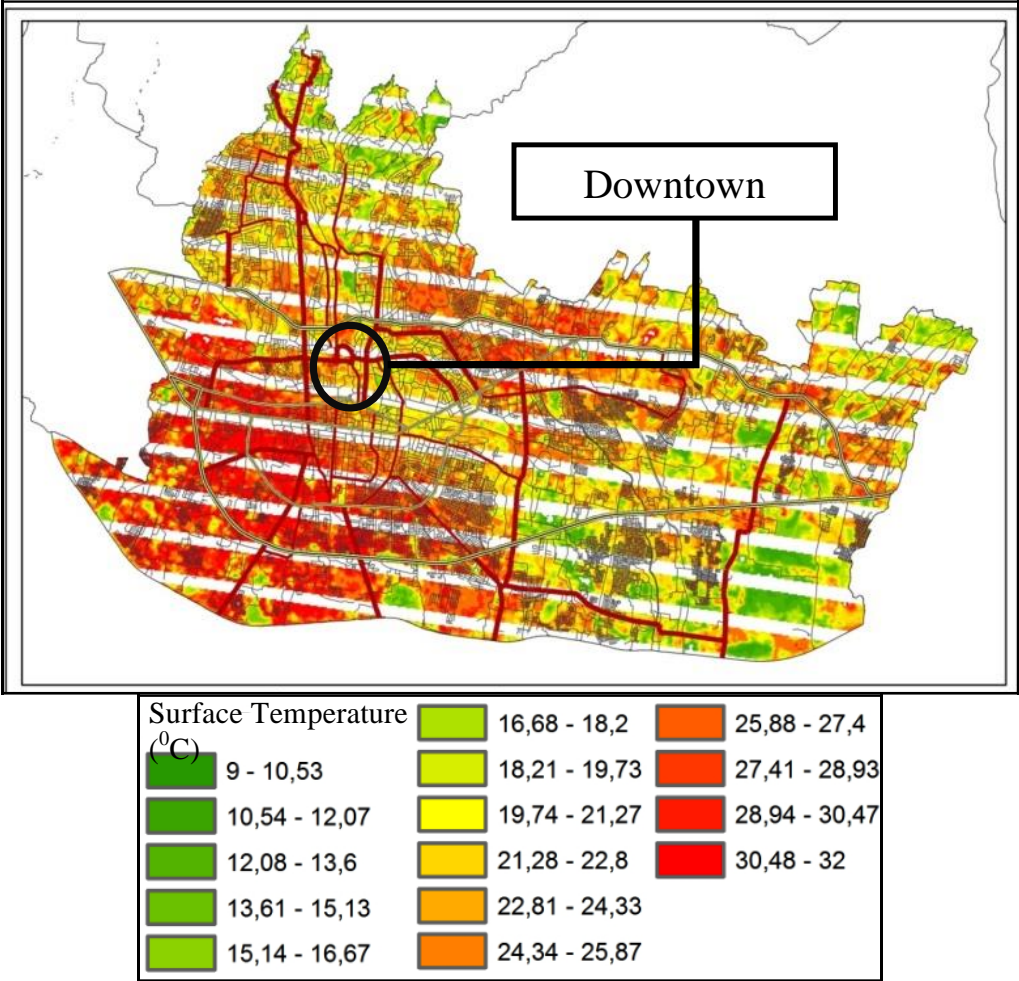 Downtown
Surface Temperature
(⁰C)
9 - 10,53
10,54 - 12,07
12,08 - 13,6
13,61 - 15,13
15,14 - 16,67
16,68 - 18,2
18,21 - 19,73
19,74 - 21,27
21,28 - 22,8
22,81 - 24,33
24,34 - 25,87
25,88 - 27,4
27,41 - 28,93
28,94 - 30,47
30,48 - 32